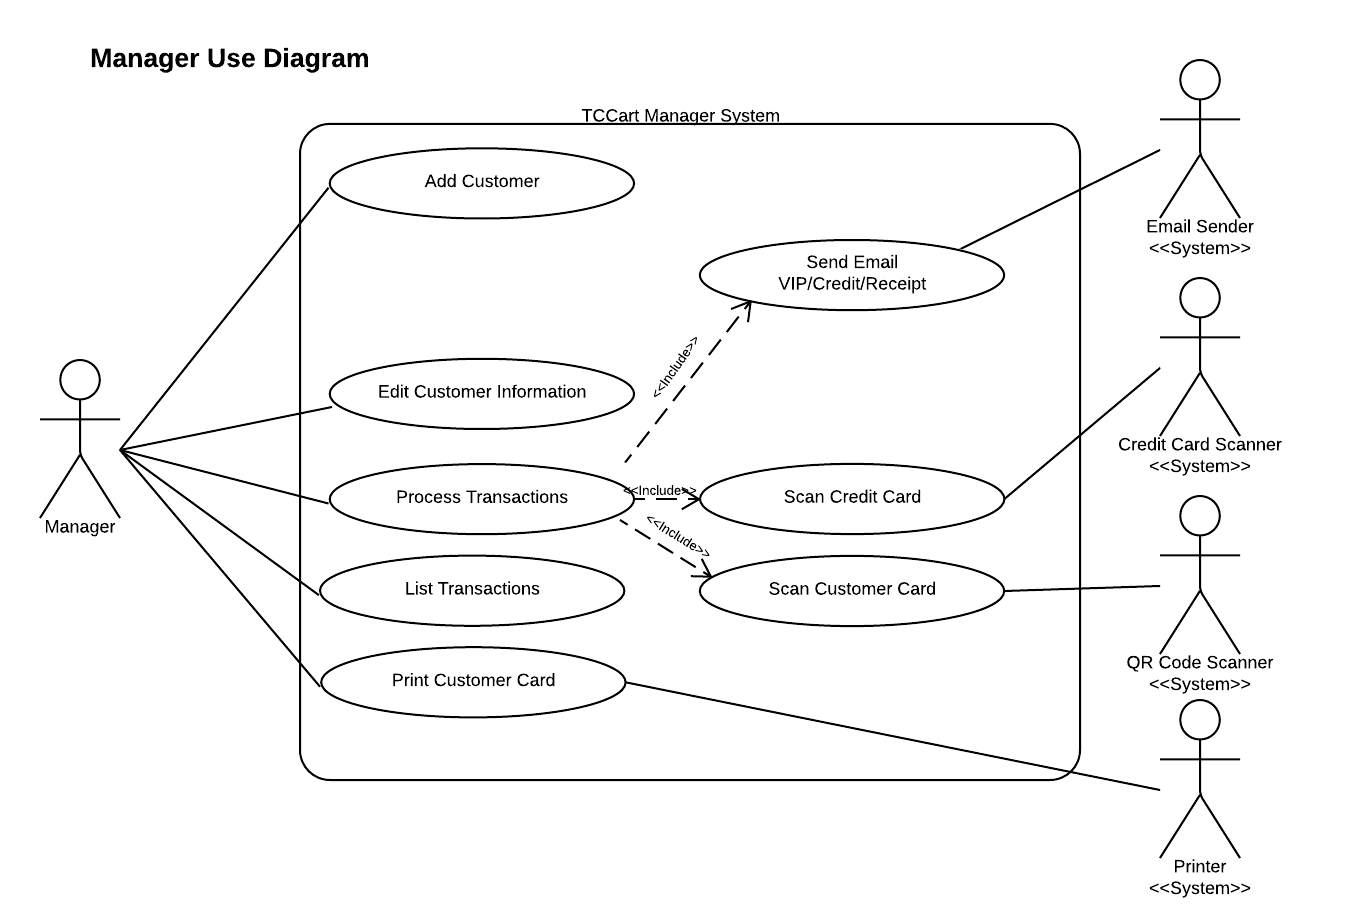 Manager Use Diagram
TCCart Manager System
Add Customer
Send Email
VIP/Credit/Receipt
Email Sender
<<System>>
<<Include>>
Edit Customer Information
Credit Card Scanner
<<System>>
Manager
Process Transactions
<<Include>>
Scan Credit Card
<<Include>>
List Transactions
Scan Customer Card
QR Code Scanner
<<System>>
Print Customer Card
Printer
<<System>>